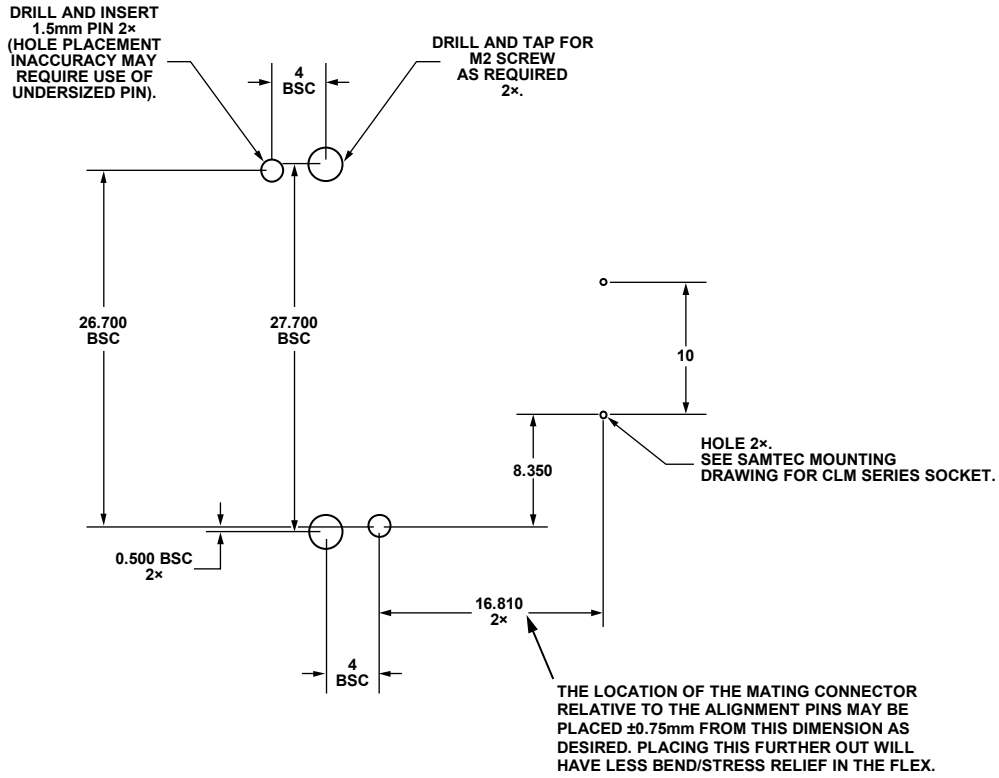 DRILL AND INSERT
1.5mm PIN 2×
(HOLE PLACEMENT
INACCURACY MAY
REQUIRE USE OF
UNDERSIZED PIN).
4
BSC
DRILL AND TAP FOR
M2 SCREW
AS REQUIRED
2×.
26.700
BSC
27.700
BSC
10
8.350
HOLE 2×.
SEE SAMTEC MOUNTING
DRAWING FOR CLM SERIES SOCKET.
0.500 BSC
2×
16.810
2×
4
BSC
THE LOCATION OF THE MATING CONNECTOR
RELATIVE TO THE ALIGNMENT PINS MAY BE
PLACED ±0.75mm FROM THIS DIMENSION AS
DESIRED. PLACING THIS FURTHER OUT WILL
HAVE LESS BEND/STRESS RELIEF IN THE FLEX.